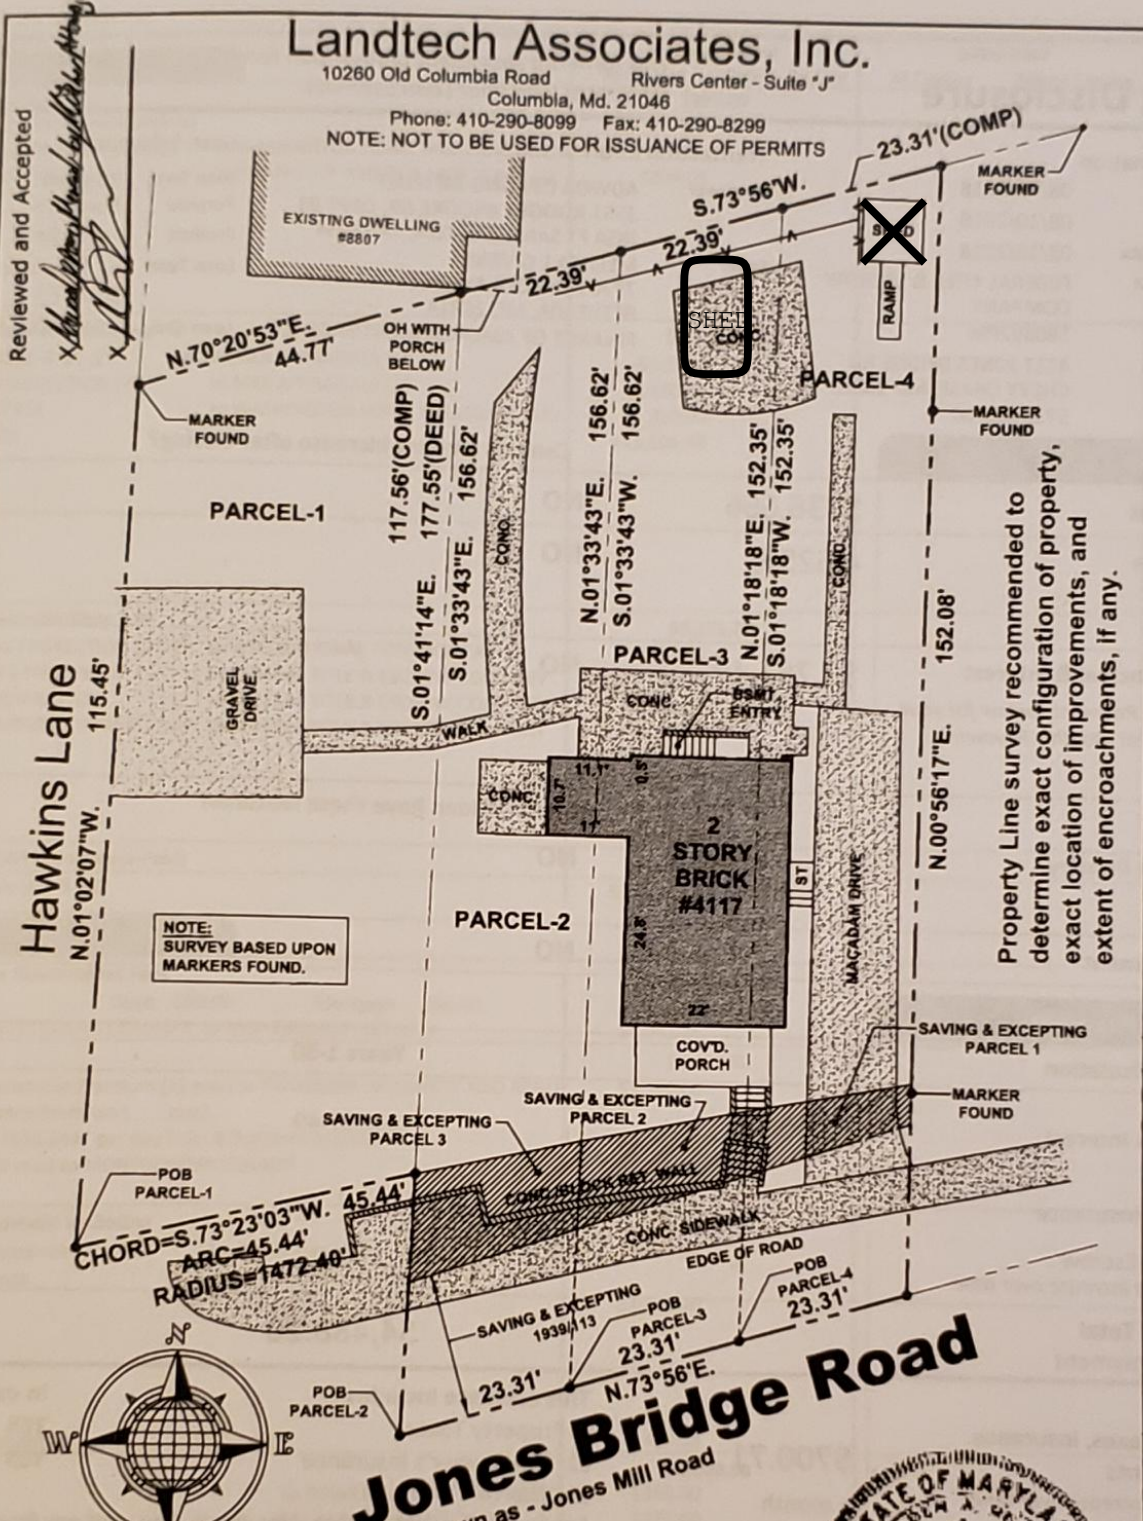 Landtech Associates, Inc.
10260 Old Columbia Road Rivers Center - Suite "J"
Columbia, Md. 21046
Phone: 410-290-8099 Fax: 410-290-8299
NOTE: NOT TO BE USED FOR ISSUANCE OF PERMITS
Reviewed and Accepted
X
X
EXISTING DWELLING
#8807
S.73°56'W.
23.31'(COMP)
MARKER
FOUND
22.39'
22.39'
SHED
RAMP
SHED
CONC.
N.70°20'53"E.
44.77'
OH WITH
PORCH
BELOW
PARCEL-4
MARKER
FOUND
MARKER
FOUND
PARCEL-1
117.56'(COMP)
177.55'(DEED)
S.01°41'14"E.
S.01°33'43"E. 156.62'
CONC.
N.01°33'43"E. 156.62'
S.01°33'43"W. 156.62'
N.01°18'18"E. 152.35'
S.01°18'18"W. 152.35'
CONC.
N.00°56'17"E. 152.08'
Property Line survey recommended to
determine exact configuration of property,
exact location of improvements, and
extent of encroachments, if any.
Hawkins Lane
N.01°02'07"W. 115.45'
GRAVEL
DRIVE
PARCEL-3
CONC.
BSMT
ENTRY
WALK
CONC.
11.1'
0.5'
10.7'
11'
2
STORY
BRICK
#4117
24.8'
22'
ST
MACADAM DRIVE
PARCEL-2
NOTE:
SURVEY BASED UPON
MARKERS FOUND.
COV'D.
PORCH
SAVING & EXCEPTING
PARCEL 1
SAVING & EXCEPTING
PARCEL 2
SAVING & EXCEPTING
PARCEL 3
MARKER
FOUND
POB
PARCEL-1
CONC. BLOCK RET. WALL
CHORD=S.73°23'03"W. 45.44'
ARC=45.44'
RADIUS=1472.40'
CONC. SIDEWALK
EDGE OF ROAD
SAVING & EXCEPTING
1939/113
POB
PARCEL-3
POB
PARCEL-4
23.31'
23.31'
23.31'
N.73°56'E.
POB
PARCEL-2
N
W
E
Jones Bridge Road
as - Jones Mill Road
STATE OF MARYLA